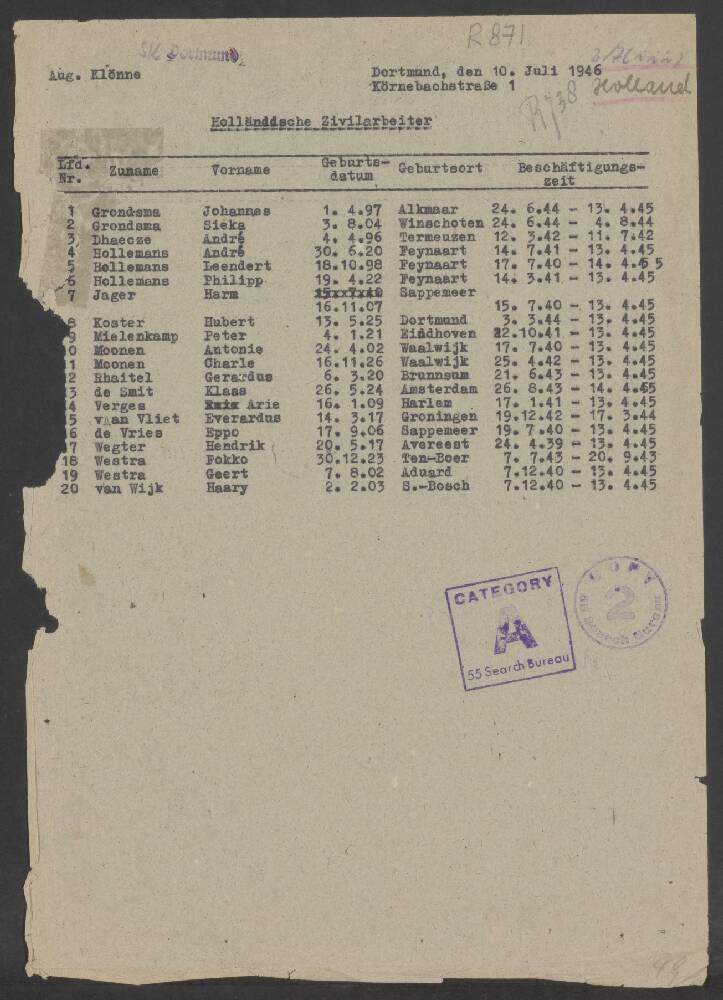 R 871
SK Dortmund
Aug. Klönne
Dortmund, den 10. Juli 1946
Körnebachstraße 1
Holland
R 738
Holländdsche Zivilarbeiter
Lfd. Nr. Zuname Vorname Geburts-datum Geburtsort Beschäftigungs-zeit
1 Grondsma Johannes 1. 4.97 Alkmaar 24. 6.44 - 13. 4.45
2 Grondsma Sieka 3. 8.04 Winschoten 24. 6.44 - 4. 8.44
3 Dhaecze André 4. 4.96 Termeuzen 12. 3.42 - 11. 7.42
4 Hollemans André 30. 6.20 Feynaart 14. 7.41 - 13. 4.45
5 Hollemans Leendert 18.10.98 Feynaart 17. 7.40 - 14. 4.5 5
6 Hollemans Philipp 19. 4.22 Feynaart 14. 3.41 - 13. 4.45
7 Jager Harm Sappemeer
16.11.07 15. 7.40 - 13. 4.45
8 Koster Hubert 13. 5.25 Dortmund 3. 3.44 - 13. 4.45
9 Mielenkamp Peter 4. 1.21 Eindhoven 22.10.41 - 13. 4.45
0 Moonen Antonie 24. 4.02 Waalwijk 17. 7.40 - 13. 4.45
1 Moonen Charle 16.11.26 Waalwijk 25. 4.42 - 13. 4.45
2 Rhaitel Gerardus 6. 3.20 Brunnsum 21. 6.43 - 13. 4.45
3 de Smit Klaas 26. 5.24 Amsterdam 26. 8.43 - 14. 4.45
4 Verges Arie 16. 1.09 Harlem 17. 1.41 - 13. 4.45
5 van Vliet Everardus 14. 3.17 Groningen 19.12.42 - 17. 3.44
6 de Vries Eppo 17. 9.06 Sappemeer 19. 7.40 - 13. 4.45
7 Wegter Hendrik 20. 5.17 Avereest 24. 4.39 - 13. 4.45
18 Westra Fokko 30.12.23 Ten-Boer 7. 7.43 - 20. 9.43
19 Westra Geert 7. 8.02 Aduard 7.12.40 - 13. 4.45
20 van Wijk Haary 2. 2.03 S.-Bosch 7.12.40 - 13. 4.45
COPY
2
SS Search Bureau
CATEGORY
A
SS Search Bureau